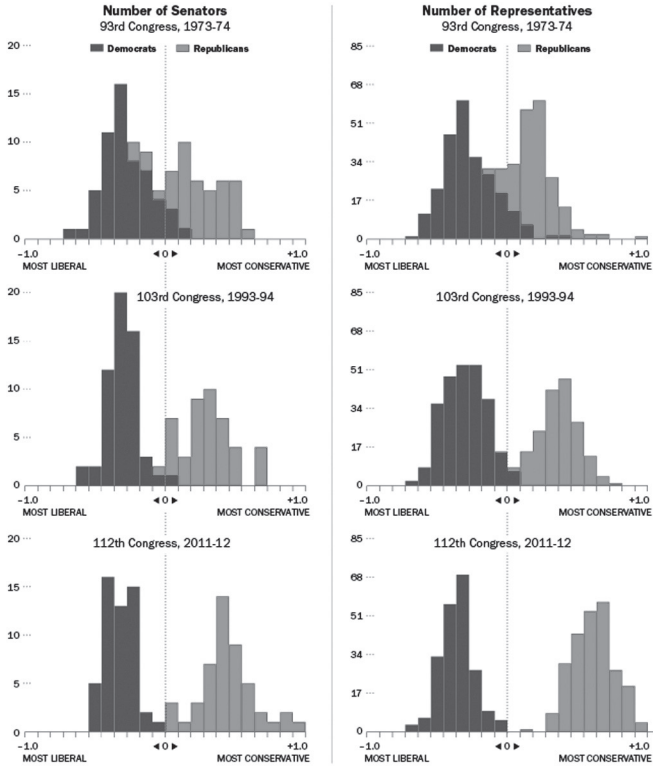 Number of Senators
93rd Congress, 1973-74
20
Democrats Republicans
15
10
5
0
-1.0 ◄ 0 ► +1.0
MOST LIBERAL MOST CONSERVATIVE
20
103rd Congress, 1993-94
15
10
5
0
-1.0 ◄ 0 ► +1.0
MOST LIBERAL MOST CONSERVATIVE
20
112th Congress, 2011-12
15
10
5
0
-1.0 ◄ 0 ► +1.0
MOST LIBERAL MOST CONSERVATIVE
Number of Representatives
93rd Congress, 1973-74
85
Democrats Republicans
68
51
34
17
0
-1.0 ◄ 0 ► +1.0
MOST LIBERAL MOST CONSERVATIVE
85
103rd Congress, 1993-94
68
51
34
17
0
-1.0 ◄ 0 ► +1.0
MOST LIBERAL MOST CONSERVATIVE
85
112th Congress, 2011-12
68
51
34
17
0
-1.0 ◄ 0 ► +1.0
MOST LIBERAL MOST CONSERVATIVE